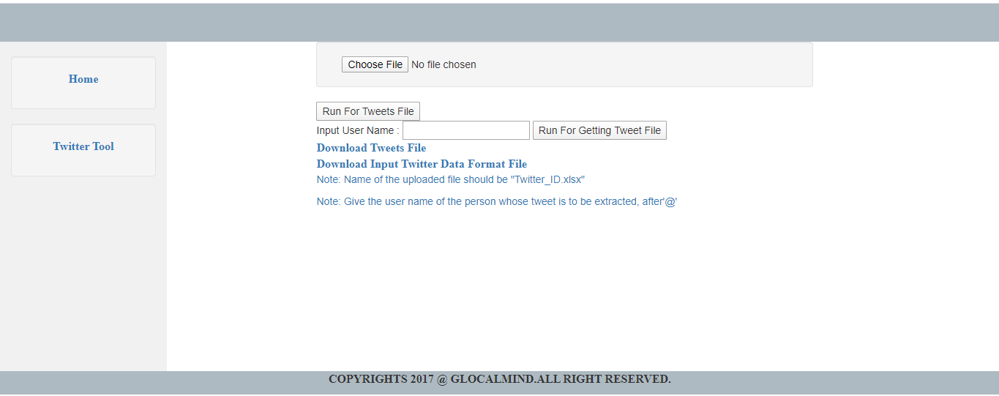 Home
Twitter Tool
Choose File No file chosen
Run For Tweets File
Input User Name : Run For Getting Tweet File
Download Tweets File
Download Input Twitter Data Format File
Note: Name of the uploaded file should be "Twitter_ID.xlsx"
Note: Give the user name of the person whose tweet is to be extracted, after'@'
COPYRIGHTS 2017 @ GLOCALMIND.ALL RIGHT RESERVED.